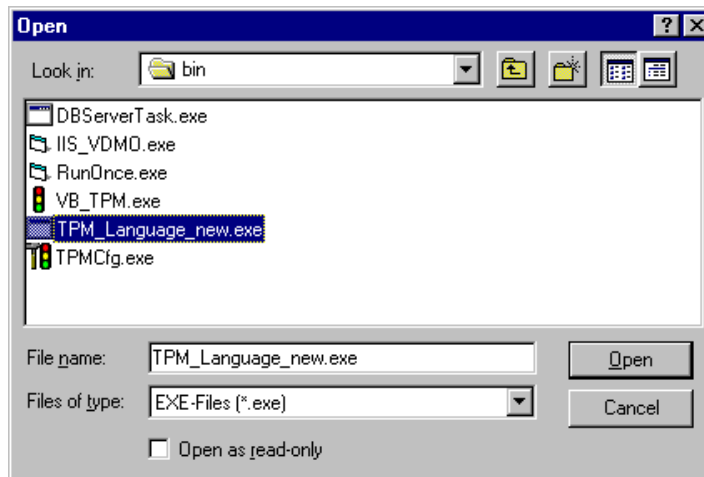 Open
Look in: bin
DBServerTask.exe
IIS_VDMO.exe
RunOnce.exe
VB_TPM.exe
TPM_Language_new.exe
TPMCfg.exe
File name: TPM_Language_new.exe Open
Files of type: EXE-Files (*.exe) Cancel
Open as read-only